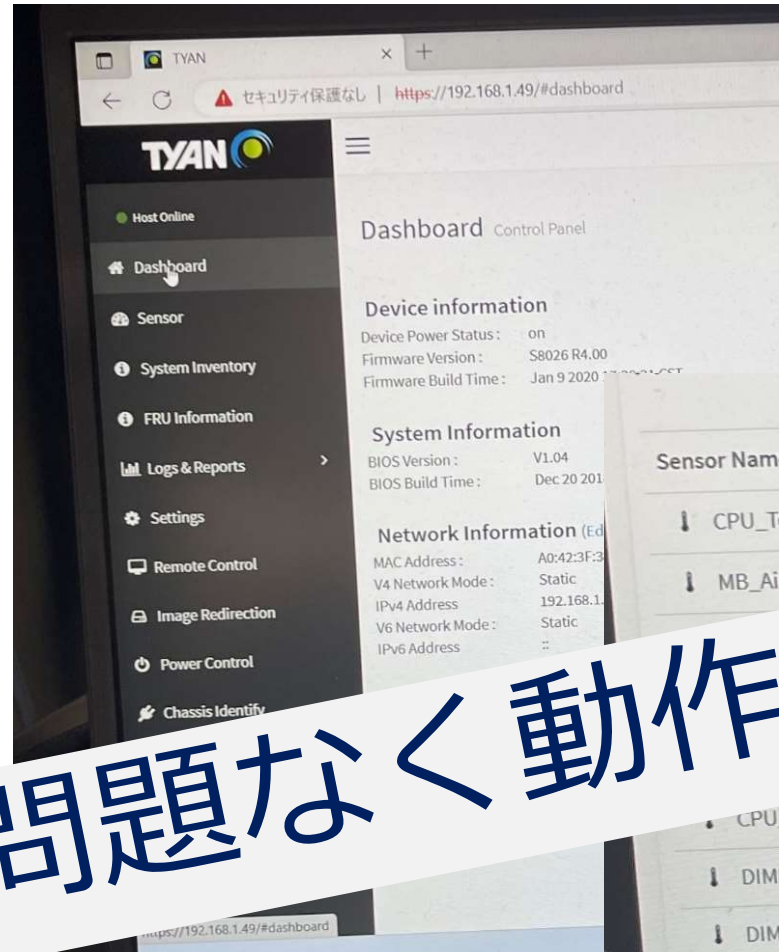 TYAN
セキュリティ保護なし | https://192.168.1.49/#dashboard
TYAN
Host Online
Dashboard
Sensor
System Inventory
FRU Information
Logs & Reports
Settings
Remote Control
Image Redirection
Power Control
Chassis Identify
Dashboard Control Panel
Device information
Device Power Status : on
Firmware Version : S8026 R4.00
Firmware Build Time : Jan 9 2020
System Information
BIOS Version : V1.04
BIOS Build Time : Dec 20 201
Network Information (Ed
MAC Address : A0:42:3F:3
V4 Network Mode : Static
IPv4 Address 192.168.1.
V6 Network Mode : Static
IPv6 Address ::
Sensor Nam
CPU_T
MB_Ai
問題なく動作
CPU
DIM
DIM
https://192.168.1.49/#dashboard